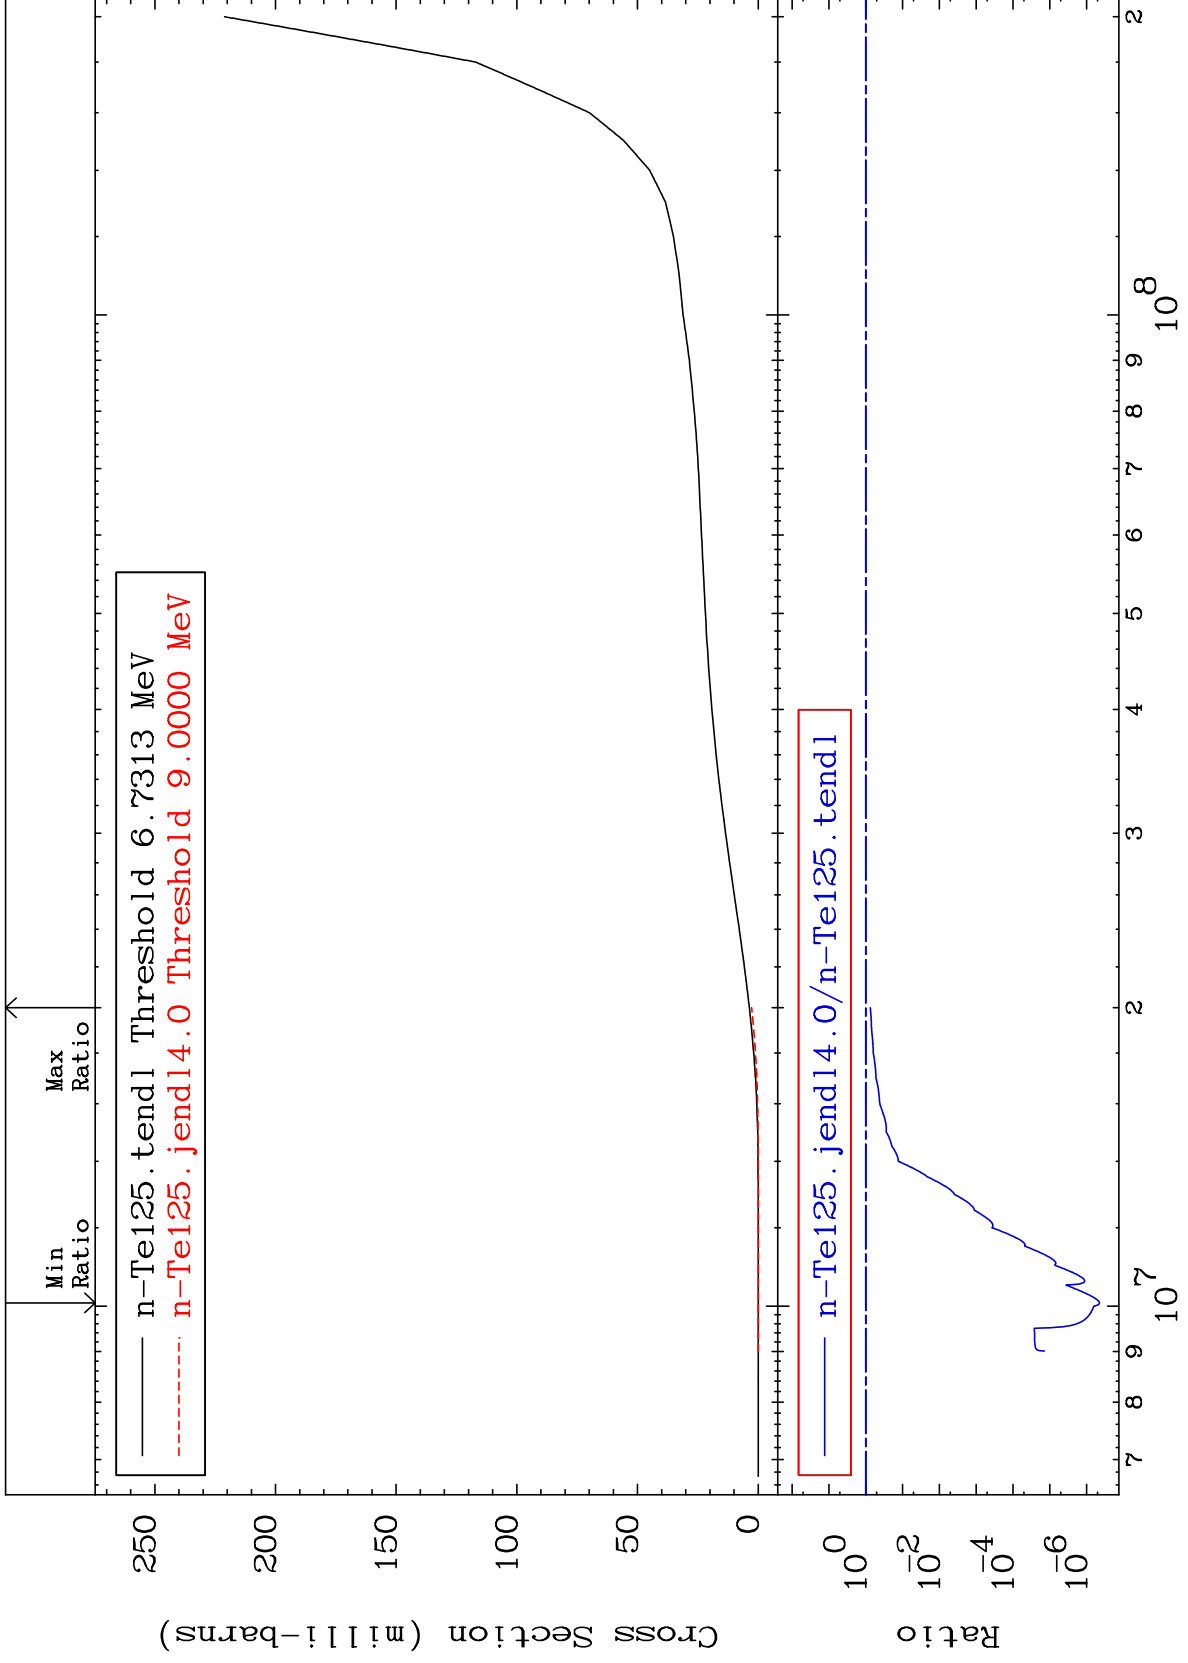 Min
Ratio
Max
Ratio
n-Te125.tendl Threshold 6.7313 MeV
n-Te125.jendl4.0 Threshold 9.0000 MeV
250
200
150
100
50
0
Cross Section (milli-barns)
n-Te125.jendl4.0/n-Te125.tendl
10^0
10^-2
10^-4
10^-6
Ratio
7
8
9
10^7
2
3
4
5
6
7
8
9
10^8
2